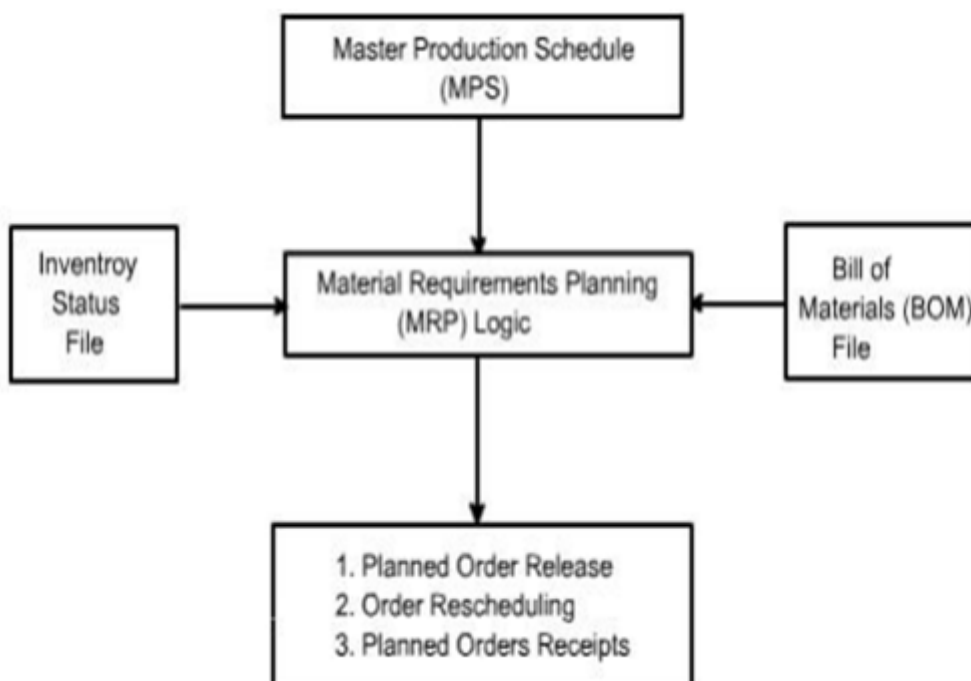 Master Production Schedule
(MPS)
Inventroy
Status
File
Material Requirements Planning
(MRP) Logic
Bill of
Materials (BOM)
File
1. Planned Order Release
2. Order Rescheduling
3. Planned Orders Receipts